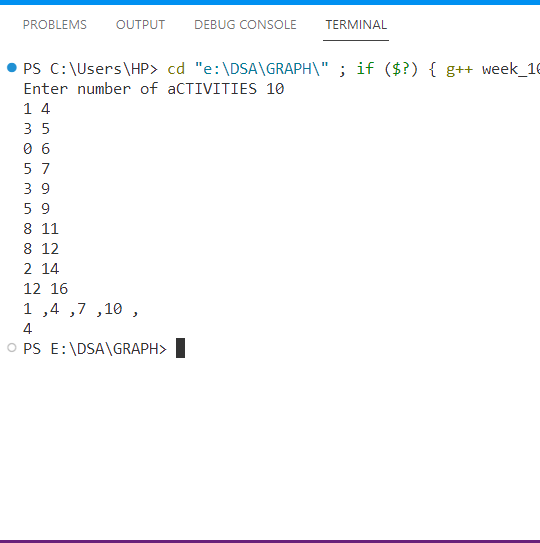 PROBLEMS OUTPUT DEBUG CONSOLE TERMINAL
PS C:\Users\HP> cd "e:\DSA\GRAPH\" ; if ($?) { g++ week_10
Enter number of aCTIVITIES 10
1 4
3 5
0 6
5 7
3 9
5 9
8 11
8 12
2 14
12 16
1 ,4 ,7 ,10 ,
4
PS E:\DSA\GRAPH>